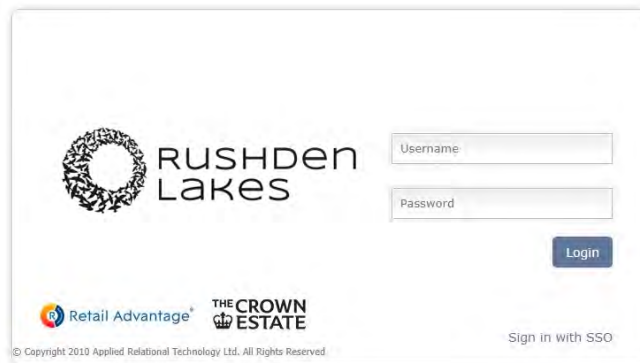 RUSHDEN
LAKES
Username
Password
Login
Retail Advantage®
THE CROWN
ESTATE
Sign in with SSO
© Copyright 2010 Applied Relational Technology Ltd. All Rights Reserved